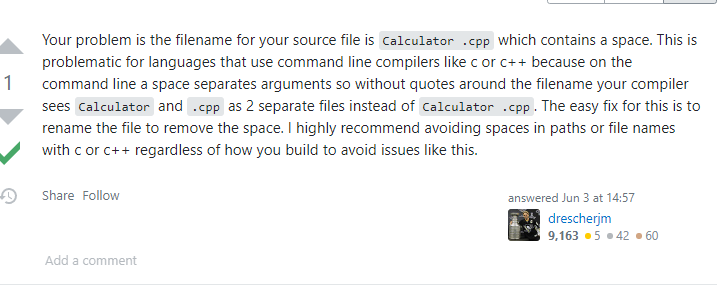 Your problem is the filename for your source file is Calculator .cpp which contains a space. This is
problematic for languages that use command line compilers like c or c++ because on the
command line a space separates arguments so without quotes around the filename your compiler
1
sees Calculator and .cpp as 2 separate files instead of Calculator .cpp. The easy fix for this is to
rename the file to remove the space. I highly recommend avoiding spaces in paths or file names
with c or c++ regardless of how you build to avoid issues like this.
Share Follow
answered Jun 3 at 14:57
drescherjm
9,163 5 42 60
Add a comment